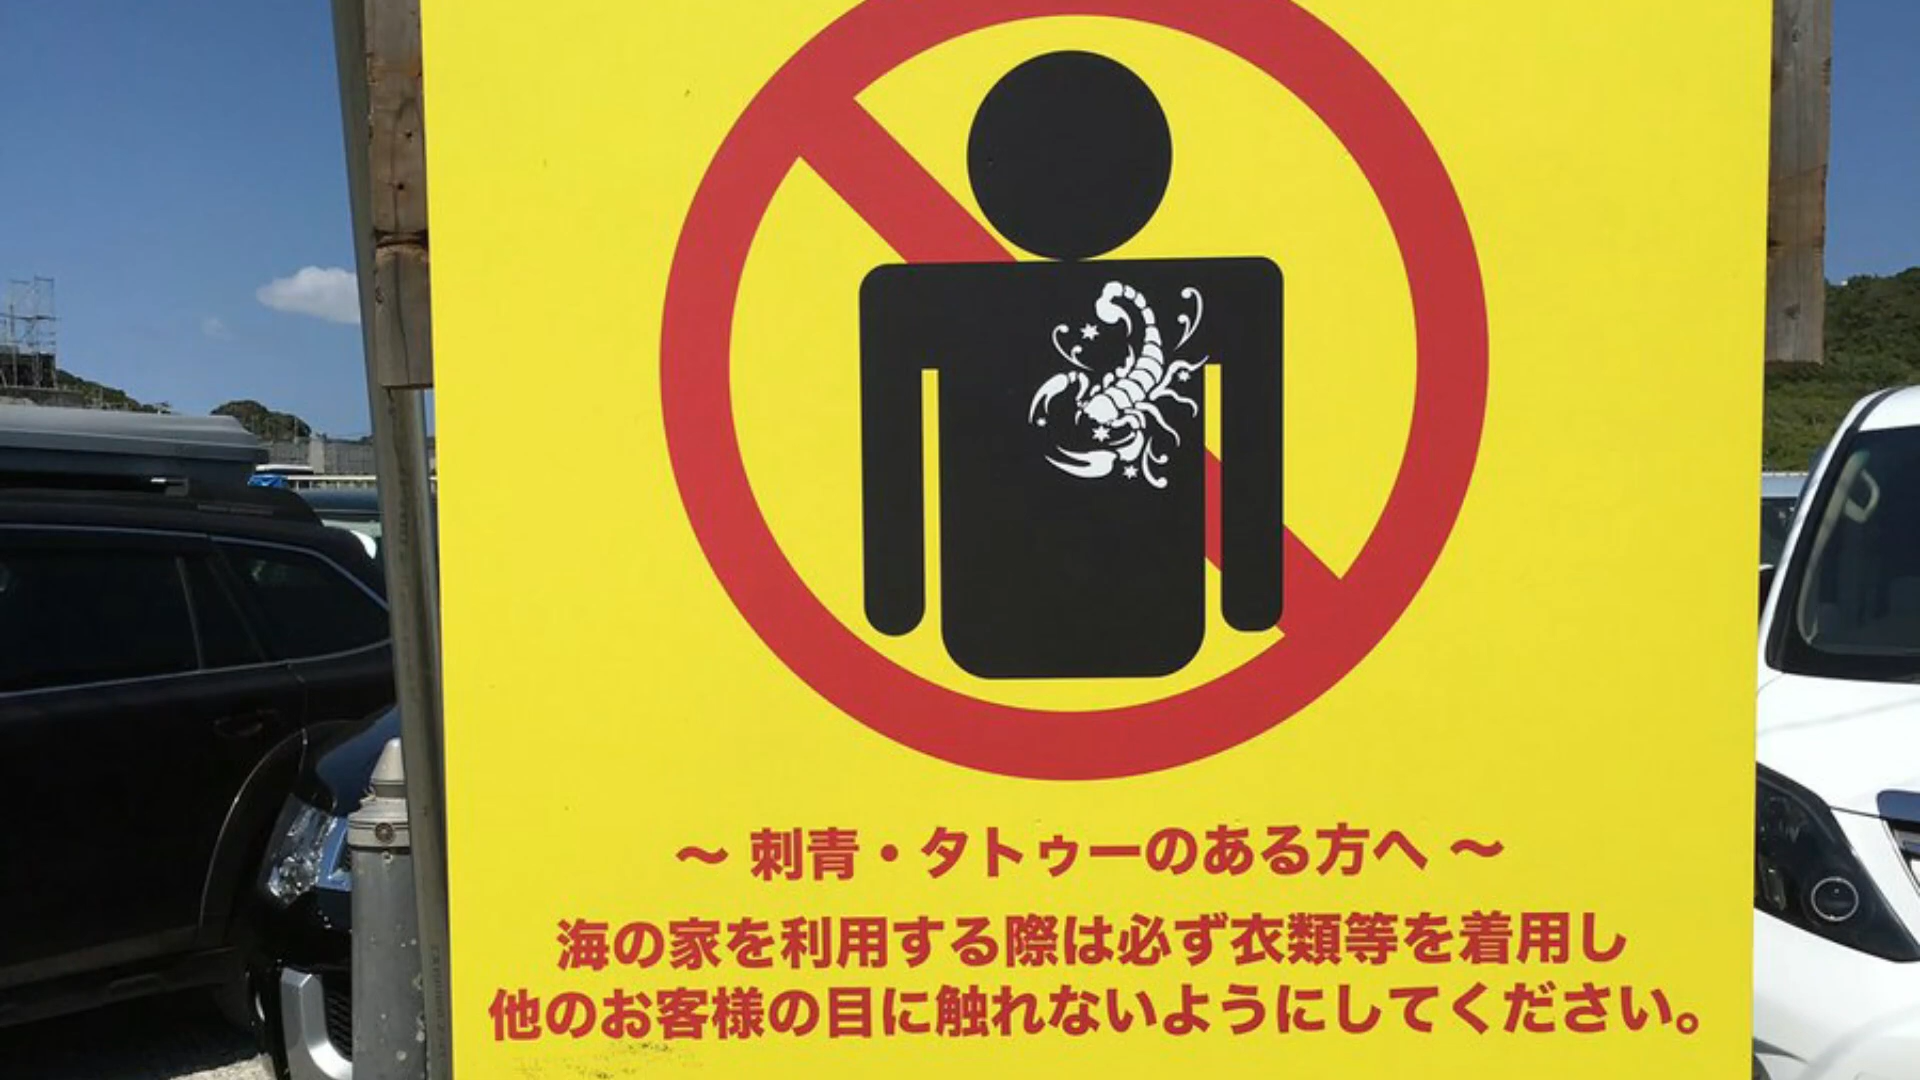 ～ 刺青・タトゥーのある方へ ～
海の家を利用する際は必ず衣類等を着用し
他のお客様の目に触れないようにしてください。